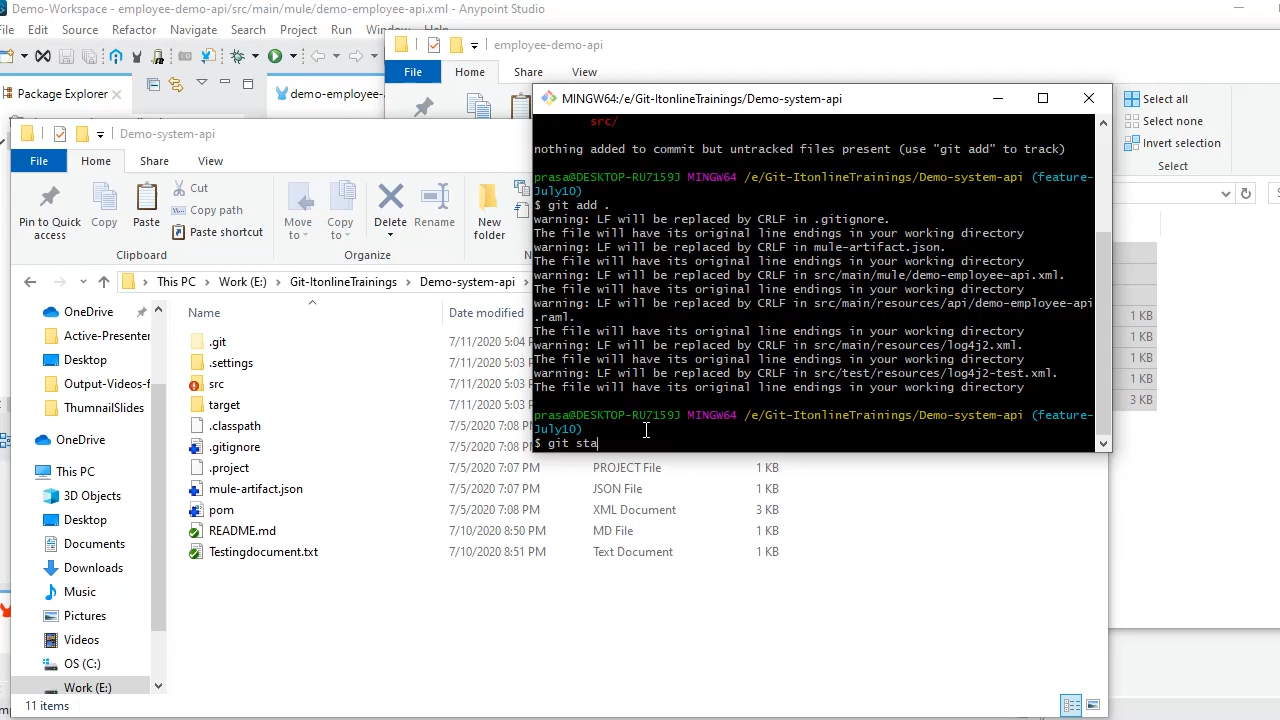 Demo-Workspace - employee-demo-api/src/main/mule/demo-employee-api.xml - Anypoint Studio
File Edit Source Refactor Navigate Search Project Run Window Help
employee-demo-api
File Home Share View
Package Explorer
demo-employee-
MINGW64:/e/Git-ItonlineTrainings/Demo-system-api
Select all
Select none
Invert selection
Select
Demo-system-api
File Home Share View
Pin to Quick access
Copy
Paste
Cut
Copy path
Paste shortcut
Clipboard
Move to
Copy to
Delete
Rename
Organize
New folder
N
This PC > Work (E:) > Git-ItonlineTrainings > Demo-system-api >
src/
nothing added to commit but untracked files present (use "git add" to track)
prasa@DESKTOP-RU7159J MINGW64 /e/Git-ItonlineTrainings/Demo-system-api (feature-
July10)
$ git add .
warning: LF will be replaced by CRLF in .gitignore.
The file will have its original line endings in your working directory
warning: LF will be replaced by CRLF in mule-artifact.json.
The file will have its original line endings in your working directory
warning: LF will be replaced by CRLF in src/main/mule/demo-employee-api.xml.
The file will have its original line endings in your working directory
warning: LF will be replaced by CRLF in src/main/resources/api/demo-employee-api
.raml.
The file will have its original line endings in your working directory
warning: LF will be replaced by CRLF in src/main/resources/log4j2.xml.
The file will have its original line endings in your working directory
warning: LF will be replaced by CRLF in src/test/resources/log4j2-test.xml.
The file will have its original line endings in your working directory
prasa@DESKTOP-RU7159J MINGW64 /e/Git-ItonlineTrainings/Demo-system-api (feature-
July10)
$ git sta
1 KB
1 KB
1 KB
1 KB
3 KB
OneDrive
Active-Presenter
Desktop
Output-Videos-f
ThumnailSlides
OneDrive
This PC
3D Objects
Desktop
Documents
Downloads
Music
Pictures
Videos
OS (C:)
Work (E:)
Name Date modified
.git 7/11/2020 5:04
.settings 7/11/2020 5:03
src 7/11/2020 5:03
target 7/11/2020 5:03
.classpath 7/5/2020 7:08
.gitignore 7/5/2020 7:08
.project 7/5/2020 7:07 PM PROJECT File 1 KB
mule-artifact.json 7/5/2020 7:07 PM JSON File 1 KB
pom 7/5/2020 7:08 PM XML Document 3 KB
README.md 7/10/2020 8:50 PM MD File 1 KB
Testingdocument.txt 7/10/2020 8:51 PM Text Document 1 KB
11 items